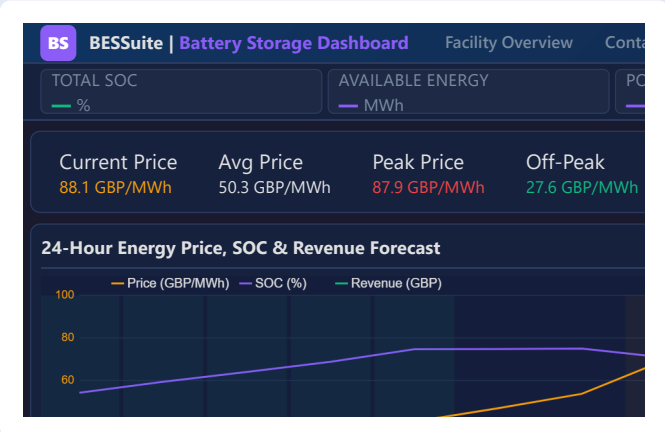 BS BESSuite | Battery Storage Dashboard Facility Overview
TOTAL SOC AVAILABLE ENERGY
% MWh
Current Price Avg Price Peak Price Off-Peak
88.1 GBP/MWh 50.3 GBP/MWh 87.9 GBP/MWh 27.6 GBP/MWh
24-Hour Energy Price, SOC & Revenue Forecast
Price (GBP/MWh) SOC (%) Revenue (GBP)
100
80
60